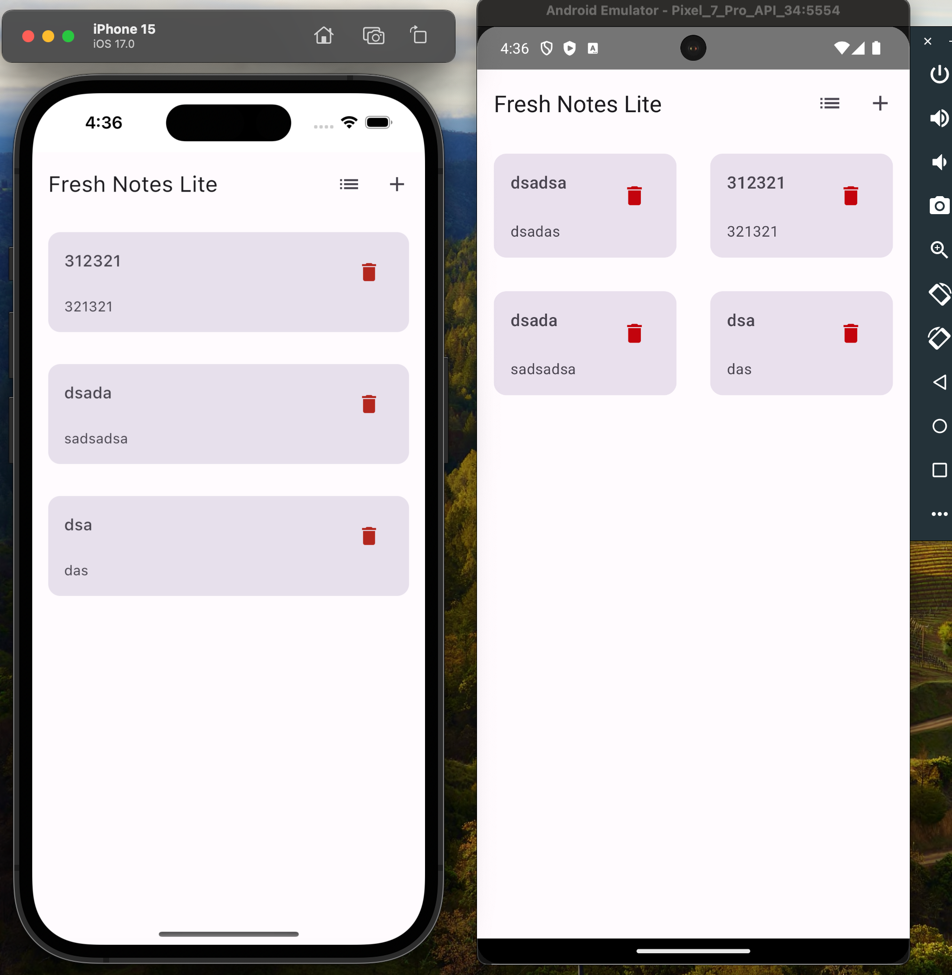 iPhone 15
iOS 17.0
4:36
Fresh Notes Lite
312321
321321
dsada
sadsadsa
dsa
das
Android Emulator - Pixel_7_Pro_API_34:5554
4:36
A
Fresh Notes Lite
dsadsa
312321
dsadas
321321
dsada
dsa
sadsadsa
das